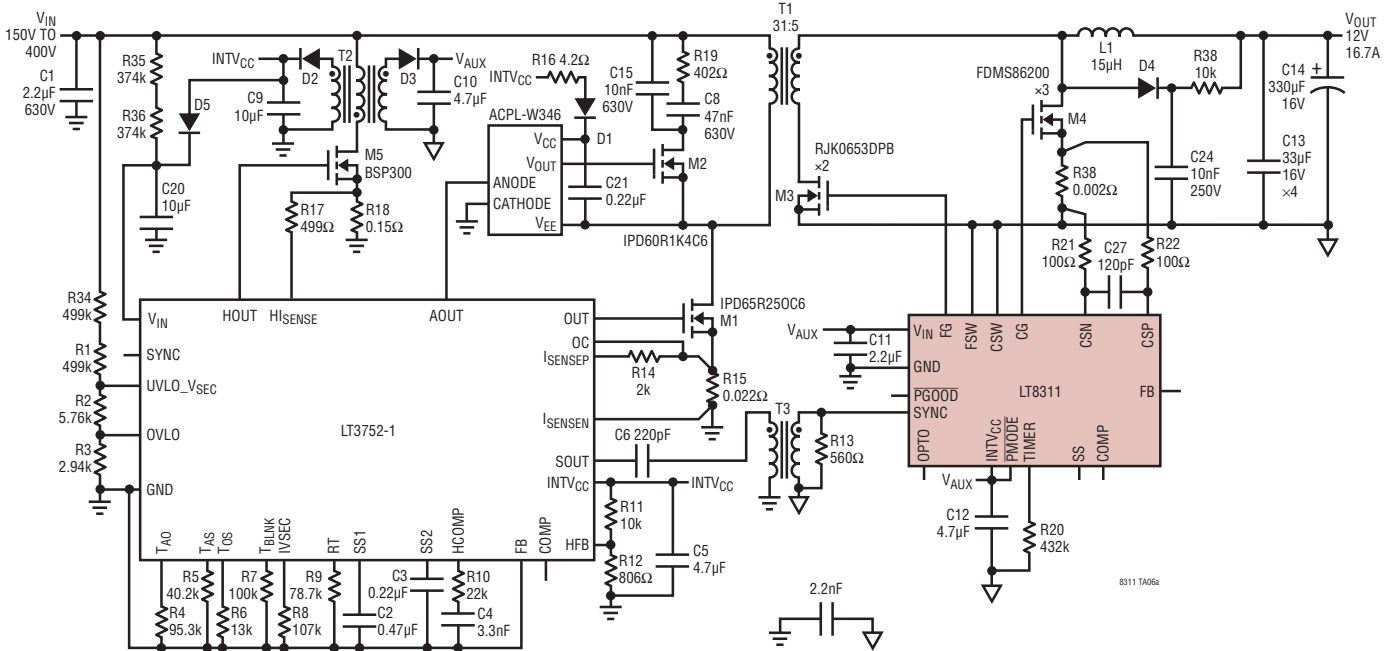 VIN
150V TO
400V
C1
2.2µF
630V
R35
374k
R36
374k
C20
10µF
D5
INTVCC
D2
T2
D3
VAUX
C9
10µF
C10
4.7µF
M5
BSP300
R17
499Ω
R18
0.15Ω
R16 4.2Ω
INTVCC
D1
ACPL-W346
VCC
VOUT
ANODE
CATHODE
VEE
C21
0.22µF
C15
10nF
630V
R19
402Ω
C8
47nF
630V
M2
IPD60R1K4C6
T1
31:5
RJK0653DPB
×2
M3
L1
15µH
FDMS86200
×3
M4
D4
R38
10k
R38
0.002Ω
C24
10nF
250V
C13
33µF
16V
×4
C14
330µF
16V
+
VOUT
12V
16.7A
R21
100Ω
C27
120pF
R22
100Ω
R34
499k
R1
499k
R2
5.76k
R3
2.94k
LT3752-1
VIN
SYNC
UVLO_VSEC
OVLO
GND
HOUT
HISENSE
AOUT
OUT
OC
ISENSEP
ISENSEN
SOUT
INTVCC
HFB
TAO
TAS
TOS
TBLNK
IVSEC
RT
SS1
SS2
HCOMP
FB
COMP
IPD65R25OC6
M1
R14
2k
R15
0.022Ω
C6 220pF
T3
R13
560Ω
INTVCC
R11
10k
R12
806Ω
C5
4.7µF
R4
95.3k
R5
40.2k
R6
13k
R7
100k
R8
107k
R9
78.7k
C2
0.47µF
C3
0.22µF
R10
22k
C4
3.3nF
VAUX
C11
2.2µF
LT8311
VIN
GND
PGOOD
SYNC
FG
FSW
CSW
CG
CSN
CSP
FB
OPTO
INTVCC
PMODE
TIMER
SS
COMP
VAUX
C12
4.7µF
R20
432k
2.2nF
8311 TA06a